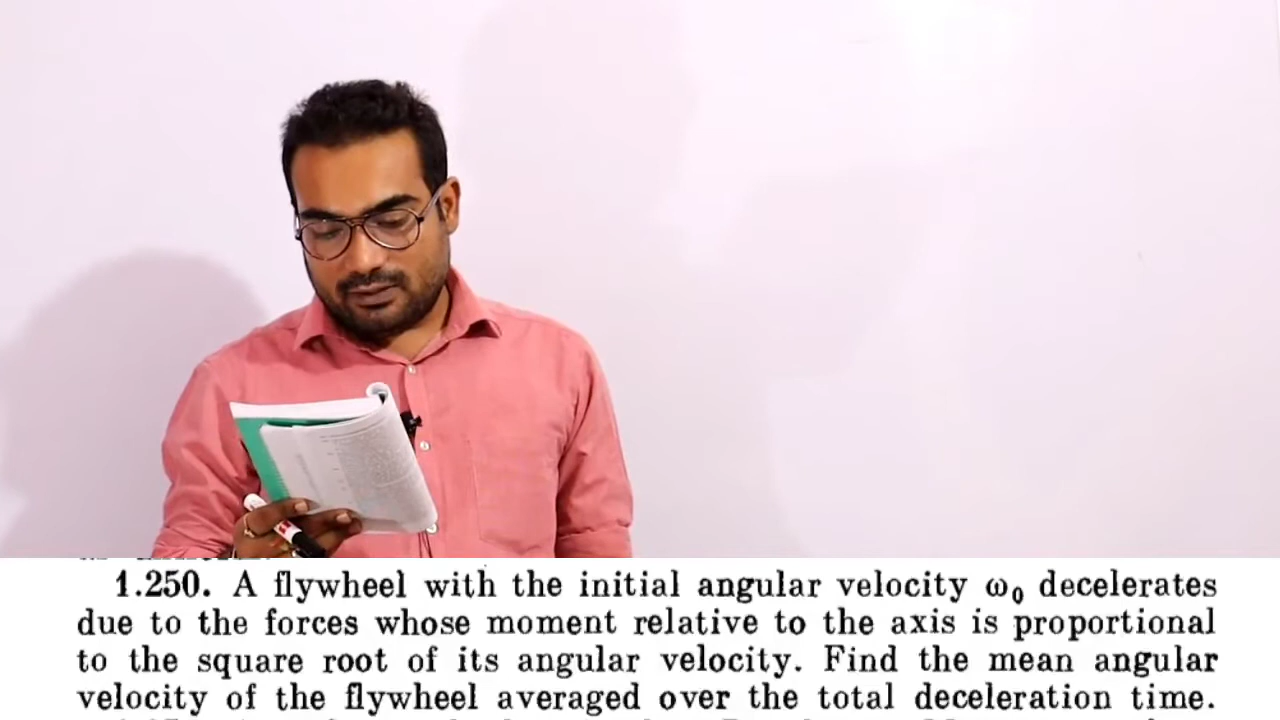 1.250. A flywheel with the initial angular velocity ω₀ decelerates
due to the forces whose moment relative to the axis is proportional
to the square root of its angular velocity. Find the mean angular
velocity of the flywheel averaged over the total deceleration time.